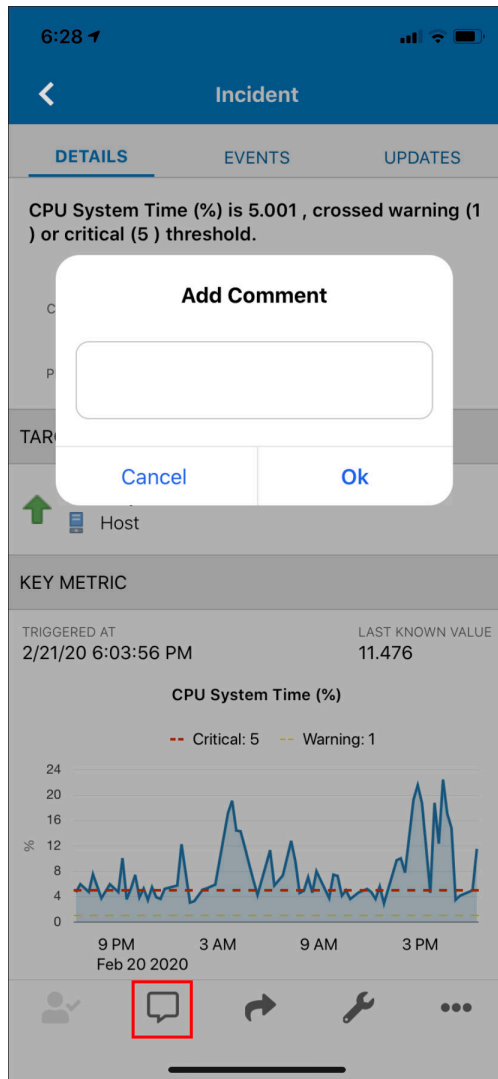 6:28
Incident
DETAILS EVENTS UPDATES
CPU System Time (%) is 5.001 , crossed warning (1
) or critical (5 ) threshold.
Add Comment
Cancel Ok
Host
KEY METRIC
TRIGGERED AT LAST KNOWN VALUE
2/21/20 6:03:56 PM 11.476
CPU System Time (%)
Critical: 5 Warning: 1
24
20
16
12
8
4
0
%
9 PM 3 AM 9 AM 3 PM
Feb 20 2020